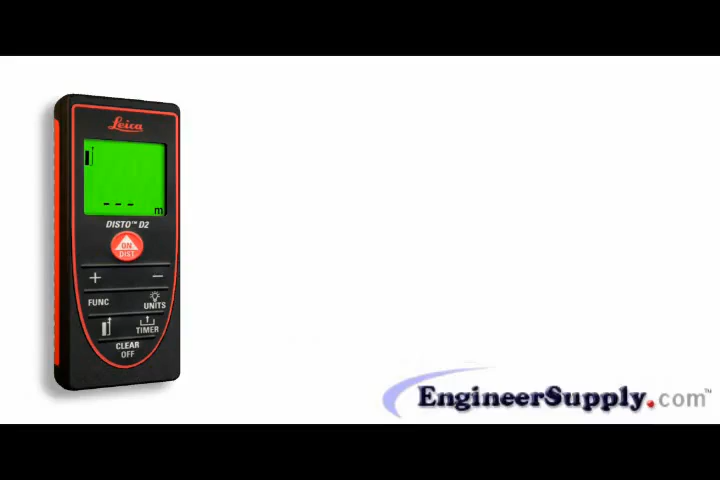 Leica
- - - m
DISTO™ D2
ON
DIST
+ −
FUNC UNITS
TIMER
CLEAR
OFF
EngineerSupply.com™